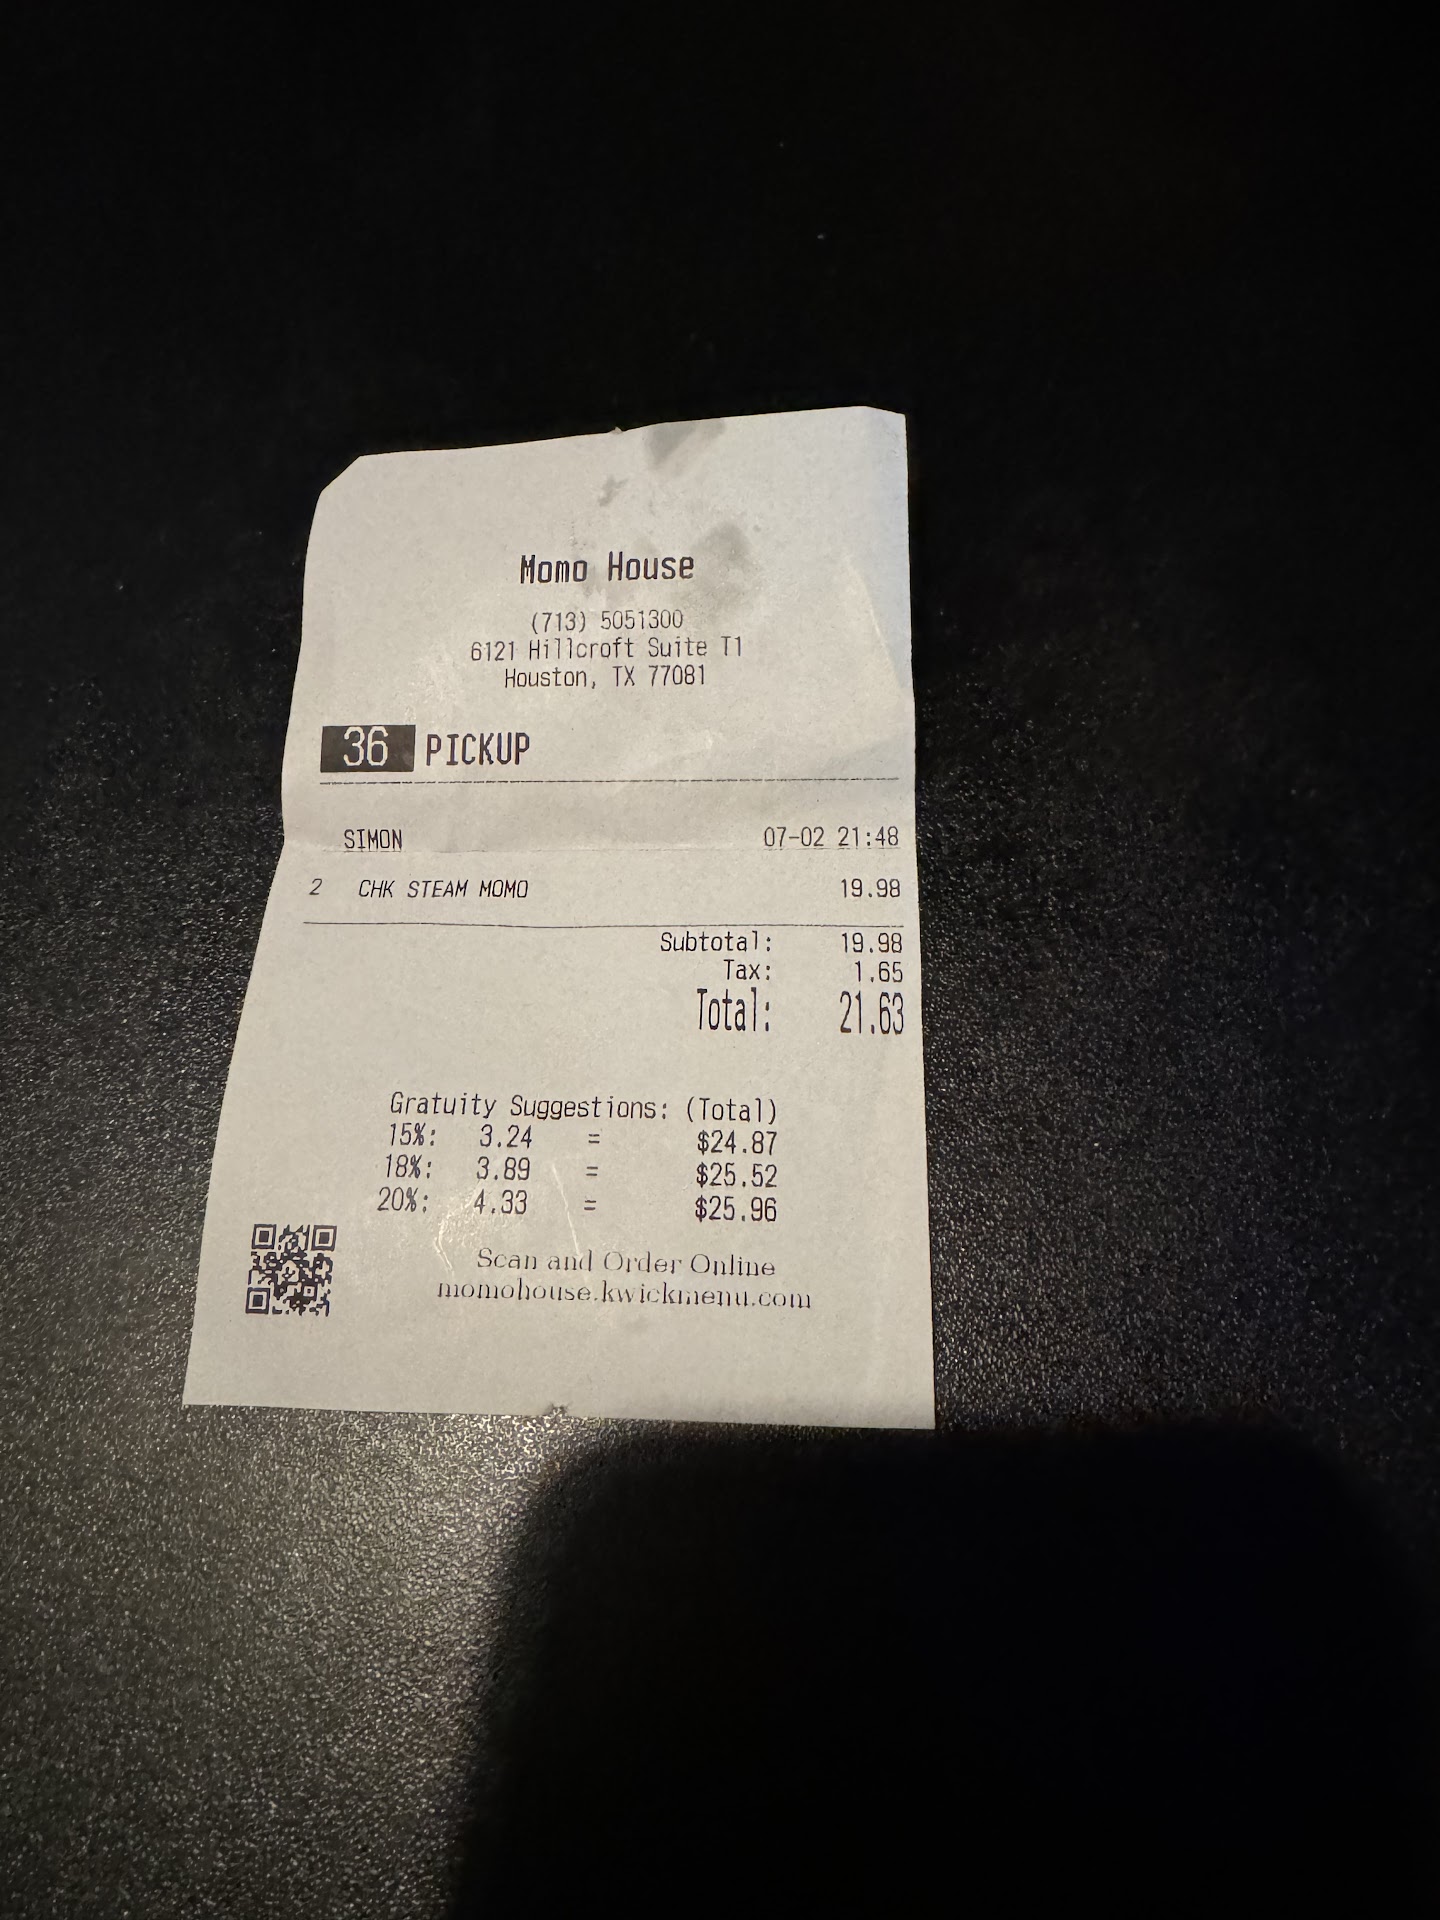 Momo House
(713) 5051300
6121 Hillcroft Suite T1
Houston, TX 77081
36 PICKUP
SIMON 07-02 21:48
2 CHK STEAM MOMO 19.98
Subtotal: 19.98
Tax: 1.65
Total: 21.63
Gratuity Suggestions: (Total)
15%: 3.24 = $24.87
18%: 3.89 = $25.52
20%: 4.33 = $25.96
Scan and Order Online
momohouse.kwickmenu.com